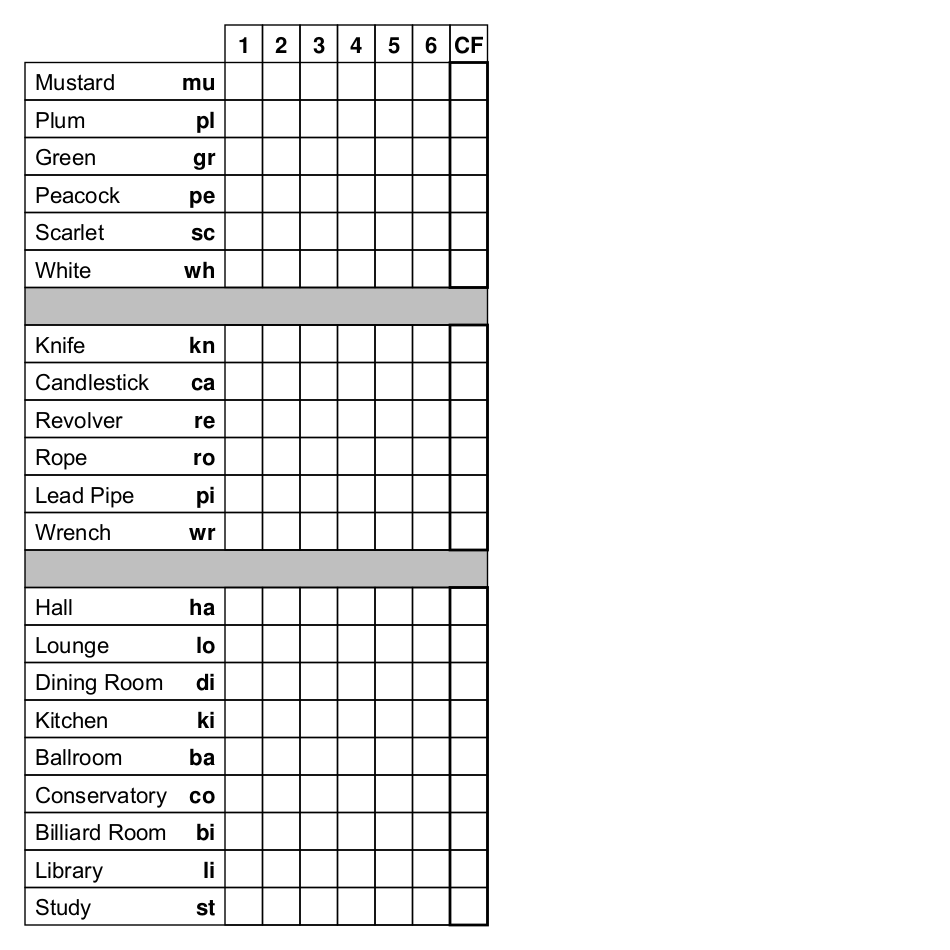 1 2 3 4 5 6 CF
Mustard mu
Plum pl
Green gr
Peacock pe
Scarlet sc
White wh
Knife kn
Candlestick ca
Revolver re
Rope ro
Lead Pipe pi
Wrench wr
Hall ha
Lounge lo
Dining Room di
Kitchen ki
Ballroom ba
Conservatory co
Billiard Room bi
Library li
Study st